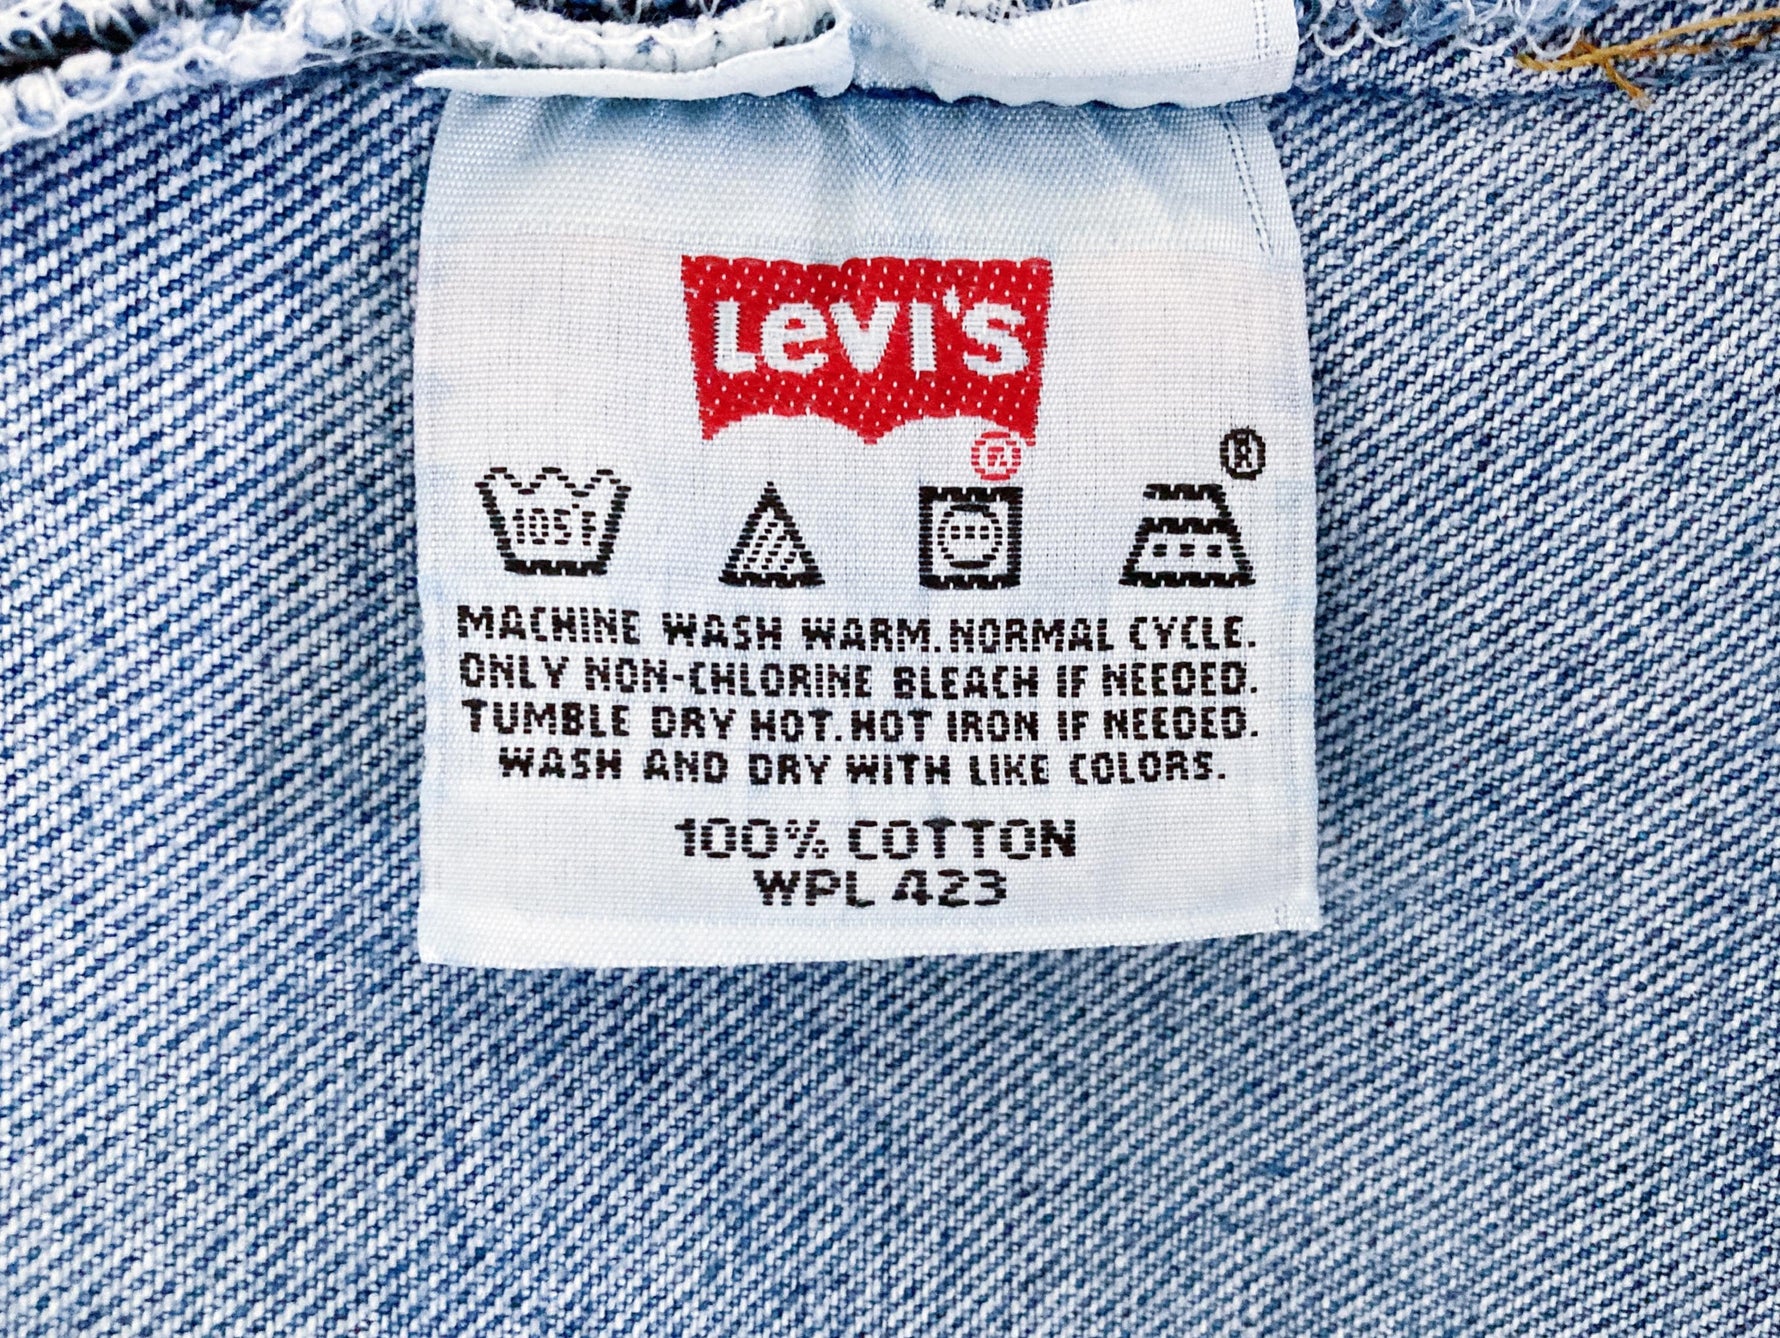 LEVI'S
®
®
105°F
MACHINE WASH WARM. NORMAL CYCLE.
ONLY NON-CHLORINE BLEACH IF NEEDED.
TUMBLE DRY HOT. HOT IRON IF NEEDED.
WASH AND DRY WITH LIKE COLORS.
100% COTTON
WPL 423